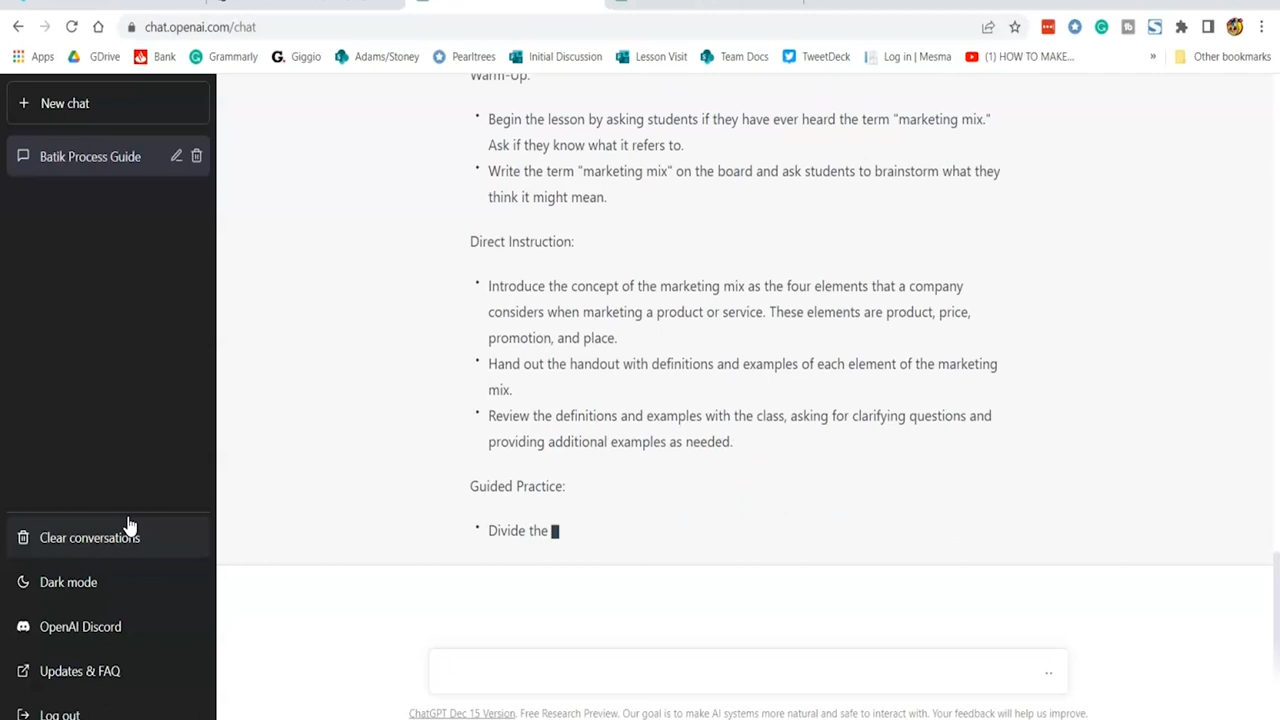 chat.openai.com/chat
Apps GDrive Bank Grammarly Giggio Adams/Stoney Pearltrees Initial Discussion Lesson Visit Team Docs TweetDeck Log in | Mesma (1) HOW TO MAKE... » Other bookmarks
+ New chat
Batik Process Guide
Clear conversations
Dark mode
OpenAI Discord
Updates & FAQ
Log out
Warm-Up:
• Begin the lesson by asking students if they have ever heard the term "marketing mix."
Ask if they know what it refers to.
• Write the term "marketing mix" on the board and ask students to brainstorm what they
think it might mean.
Direct Instruction:
• Introduce the concept of the marketing mix as the four elements that a company
considers when marketing a product or service. These elements are product, price,
promotion, and place.
• Hand out the handout with definitions and examples of each element of the marketing
mix.
• Review the definitions and examples with the class, asking for clarifying questions and
providing additional examples as needed.
Guided Practice:
• Divide the
ChatGPT Dec 15 Version. Free Research Preview. Our goal is to make AI systems more natural and safe to interact with. Your feedback will help us improve.